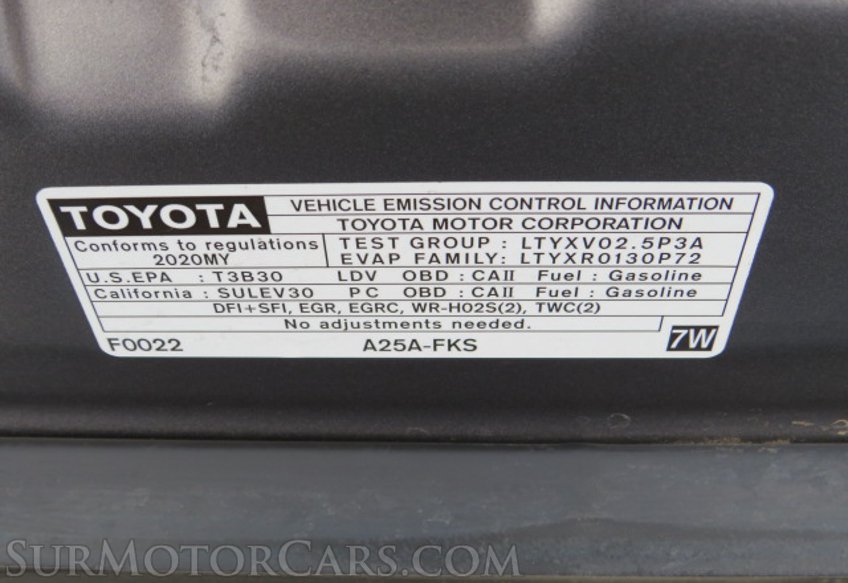 TOYOTA
VEHICLE EMISSION CONTROL INFORMATION
TOYOTA MOTOR CORPORATION
Conforms to regulations
2020MY
TEST GROUP : LTYXV02.5P3A
EVAP FAMILY: LTYXR0130P72
U.S.EPA : T3B30 LDV OBD : CAII Fuel : Gasoline
California : SULEV30 PC OBD : CAII Fuel : Gasoline
DFI+SFI, EGR, EGRC, WR-HO2S(2), TWC(2)
No adjustments needed.
F0022 A25A-FKS 7W
SurMotorCars.com